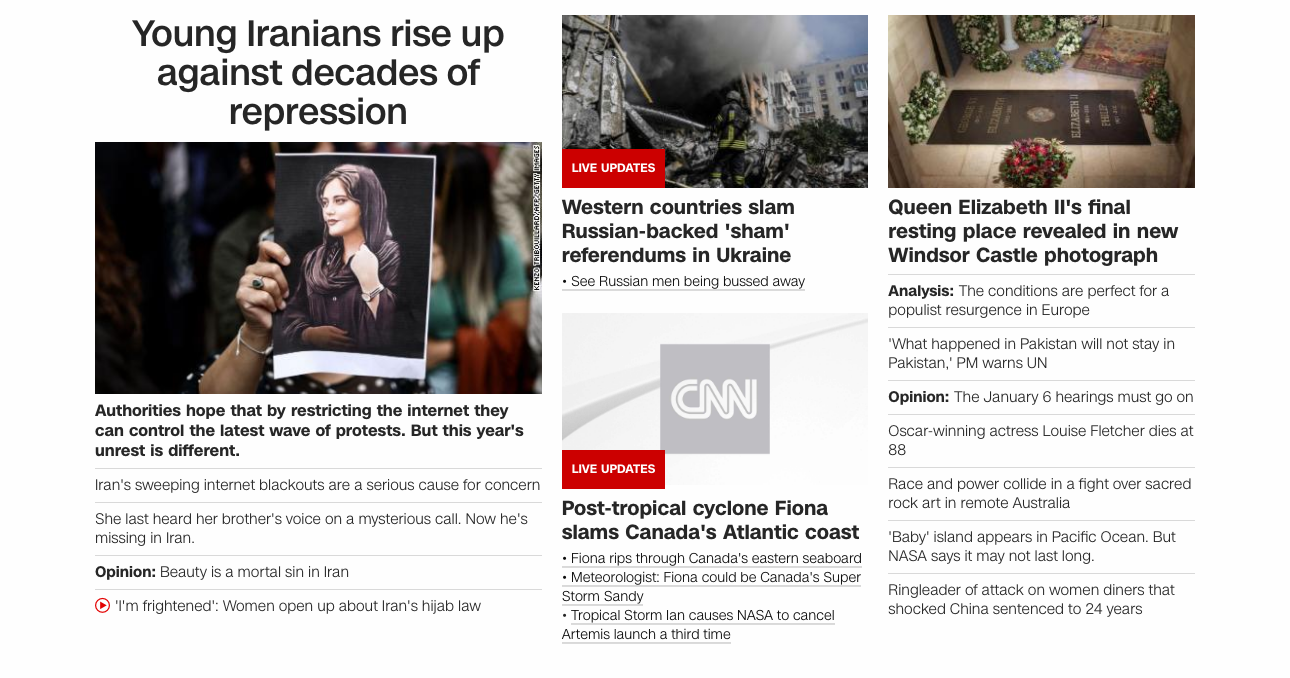 Young Iranians rise up
against decades of
repression
KENZO TRIBOUILLARD/AFP/GETTY IMAGES
Authorities hope that by restricting the internet they
can control the latest wave of protests. But this year's
unrest is different.
Iran's sweeping internet blackouts are a serious cause for concern
She last heard her brother's voice on a mysterious call. Now he's
missing in Iran.
Opinion: Beauty is a mortal sin in Iran
'I'm frightened': Women open up about Iran's hijab law
LIVE UPDATES
Western countries slam
Russian-backed 'sham'
referendums in Ukraine
• See Russian men being bussed away
CNN
LIVE UPDATES
Post-tropical cyclone Fiona
slams Canada's Atlantic coast
• Fiona rips through Canada's eastern seaboard
• Meteorologist: Fiona could be Canada's Super
Storm Sandy
• Tropical Storm Ian causes NASA to cancel
Artemis launch a third time
GEORGE VI
ELIZABETH
ELIZABETH II
PHILIP
Queen Elizabeth II's final
resting place revealed in new
Windsor Castle photograph
Analysis: The conditions are perfect for a
populist resurgence in Europe
'What happened in Pakistan will not stay in
Pakistan,' PM warns UN
Opinion: The January 6 hearings must go on
Oscar-winning actress Louise Fletcher dies at
88
Race and power collide in a fight over sacred
rock art in remote Australia
'Baby' island appears in Pacific Ocean. But
NASA says it may not last long.
Ringleader of attack on women diners that
shocked China sentenced to 24 years